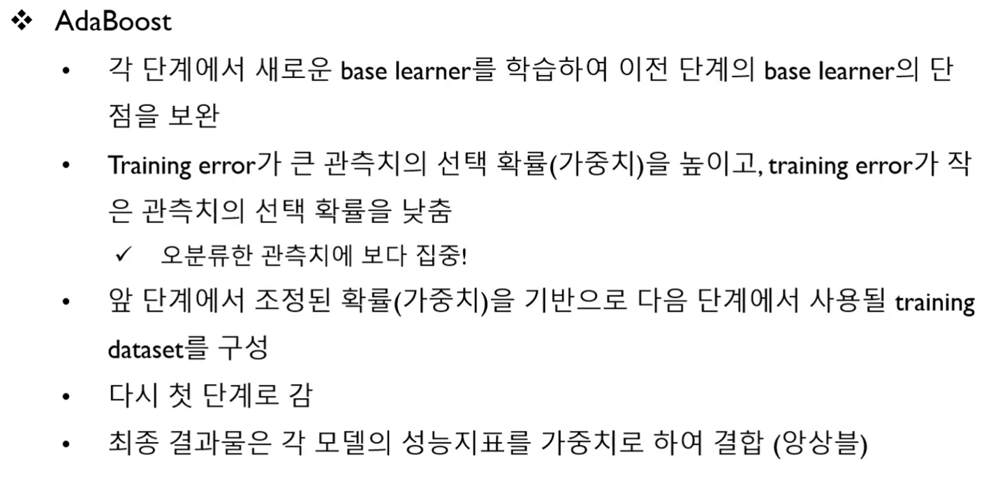 ❖ AdaBoost
• 각 단계에서 새로운 base learner를 학습하여 이전 단계의 base learner의 단
점을 보완
• Training error가 큰 관측치의 선택 확률(가중치)을 높이고, training error가 작
은 관측치의 선택 확률을 낮춤
✓ 오분류한 관측치에 보다 집중!
• 앞 단계에서 조정된 확률(가중치)을 기반으로 다음 단계에서 사용될 training
dataset를 구성
• 다시 첫 단계로 감
• 최종 결과물은 각 모델의 성능지표를 가중치로 하여 결합 (앙상블)